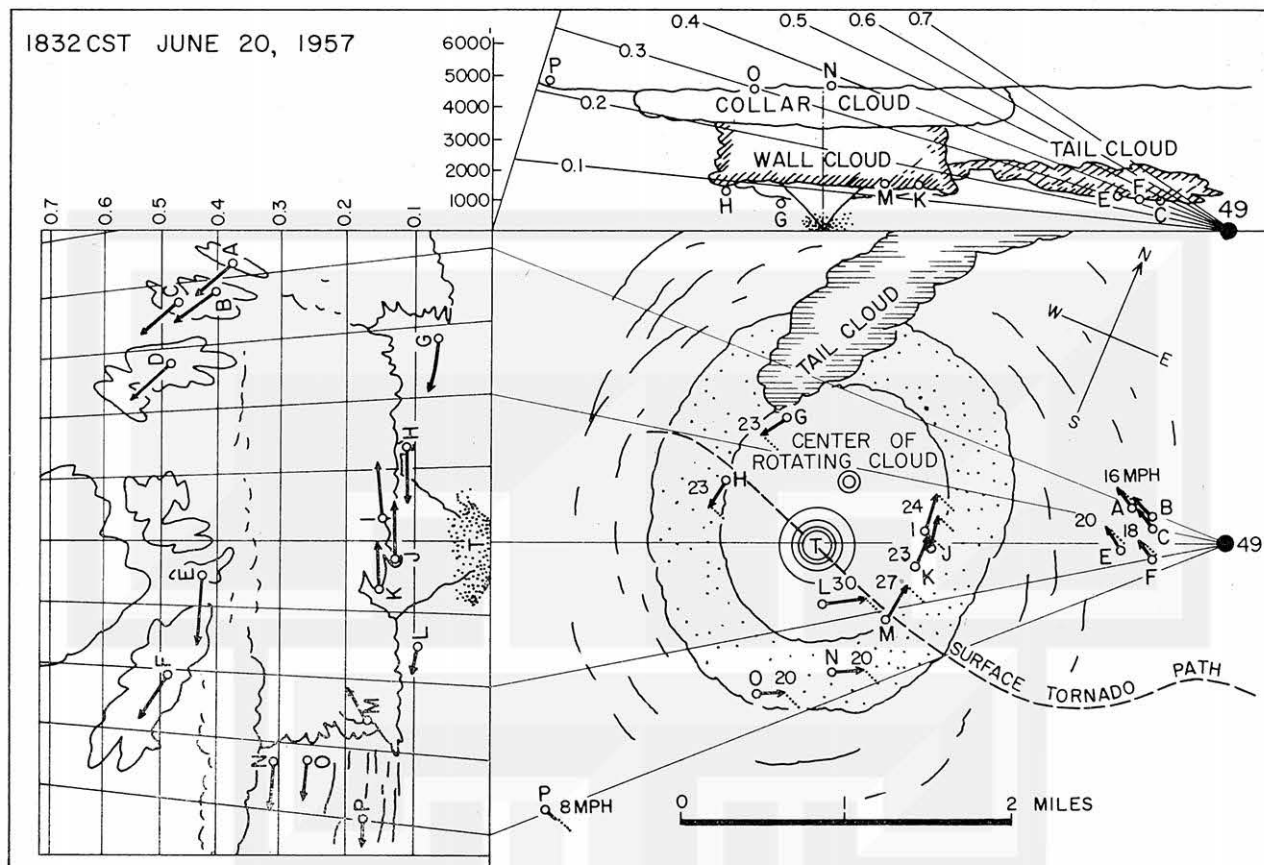 1832 CST JUNE 20, 1957
6000
5000
4000
3000
2000
1000
0.1
0.2
0.3
0.4
0.5
0.6
0.7
P
O
N
COLLAR CLOUD
WALL CLOUD
TAIL CLOUD
H
G
M
K
E
F
C
49
0.7
0.6
0.5
0.4
0.3
0.2
0.1
A
B
C
D
E
F
G
H
I
J
K
T
L
M
N
O
P
TAIL CLOUD
N
W
E
S
23
G
CENTER OF
ROTATING CLOUD
23
H
24
I
J
23
K
T
L 30
27
M
N
20
O
20
16 MPH
A
B
C
20
18
E
F
49
SURFACE TORNADO PATH
P
8 MPH
0
1
2 MILES